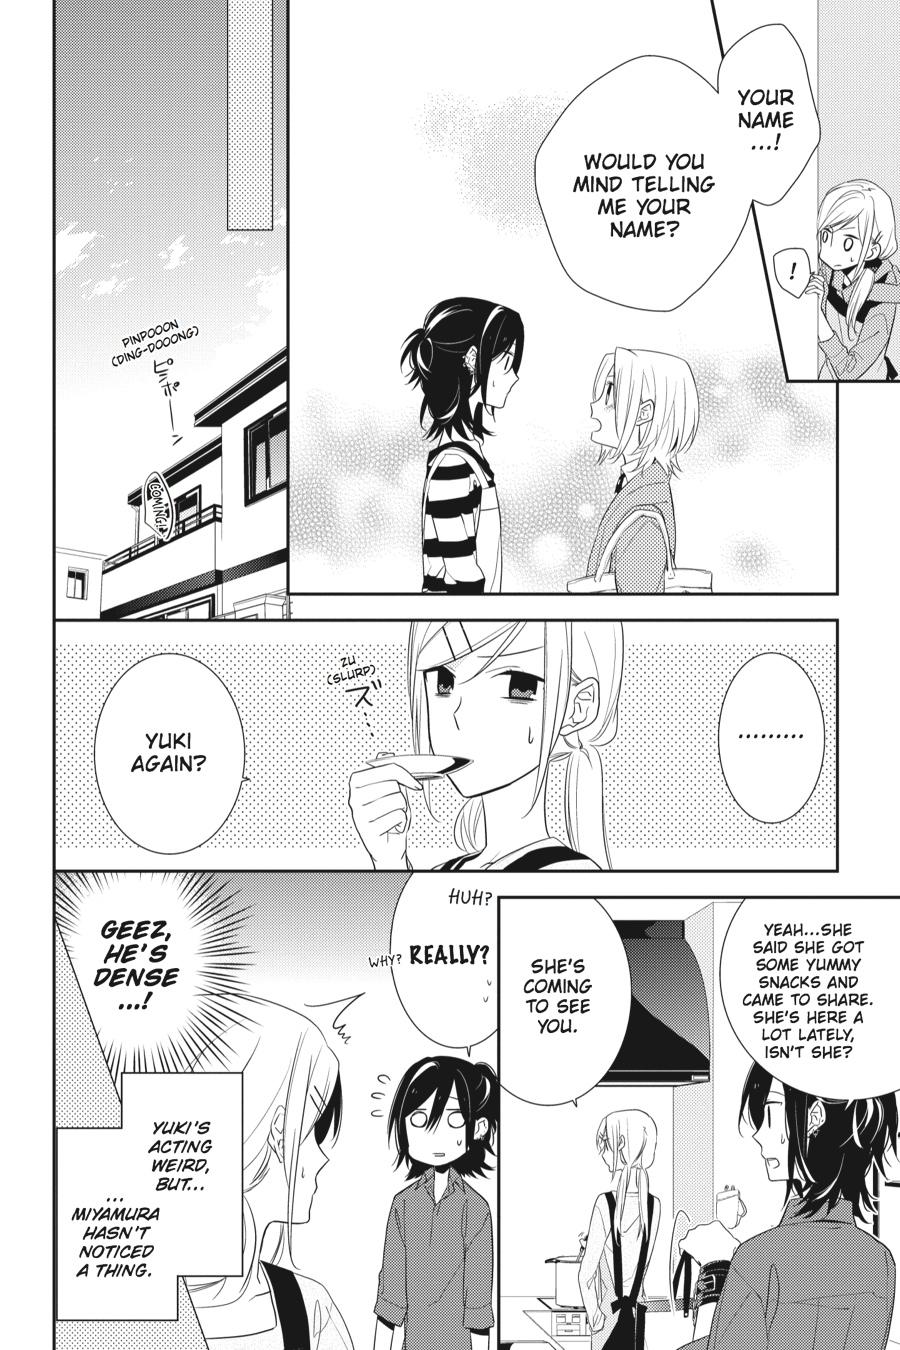 YOUR
NAME
...!
WOULD YOU
MIND TELLING
ME YOUR
NAME?
!
PINPOOON
(DING-DOOONG)
ピンポーン
COMING!
.........
ZU
(SLURP)
ズ...
YUKI
AGAIN?
YEAH...SHE
SAID SHE GOT
SOME YUMMY
SNACKS AND
CAME TO SHARE.
SHE'S HERE A
LOT LATELY,
ISN'T SHE?
SHE'S
COMING
TO SEE
YOU.
HUH?
REALLY?
WHY?
GEEZ,
HE'S
DENSE
...!
YUKI'S
ACTING
WEIRD,
BUT...
...
MIYAMURA
HASN'T
NOTICED
A THING.